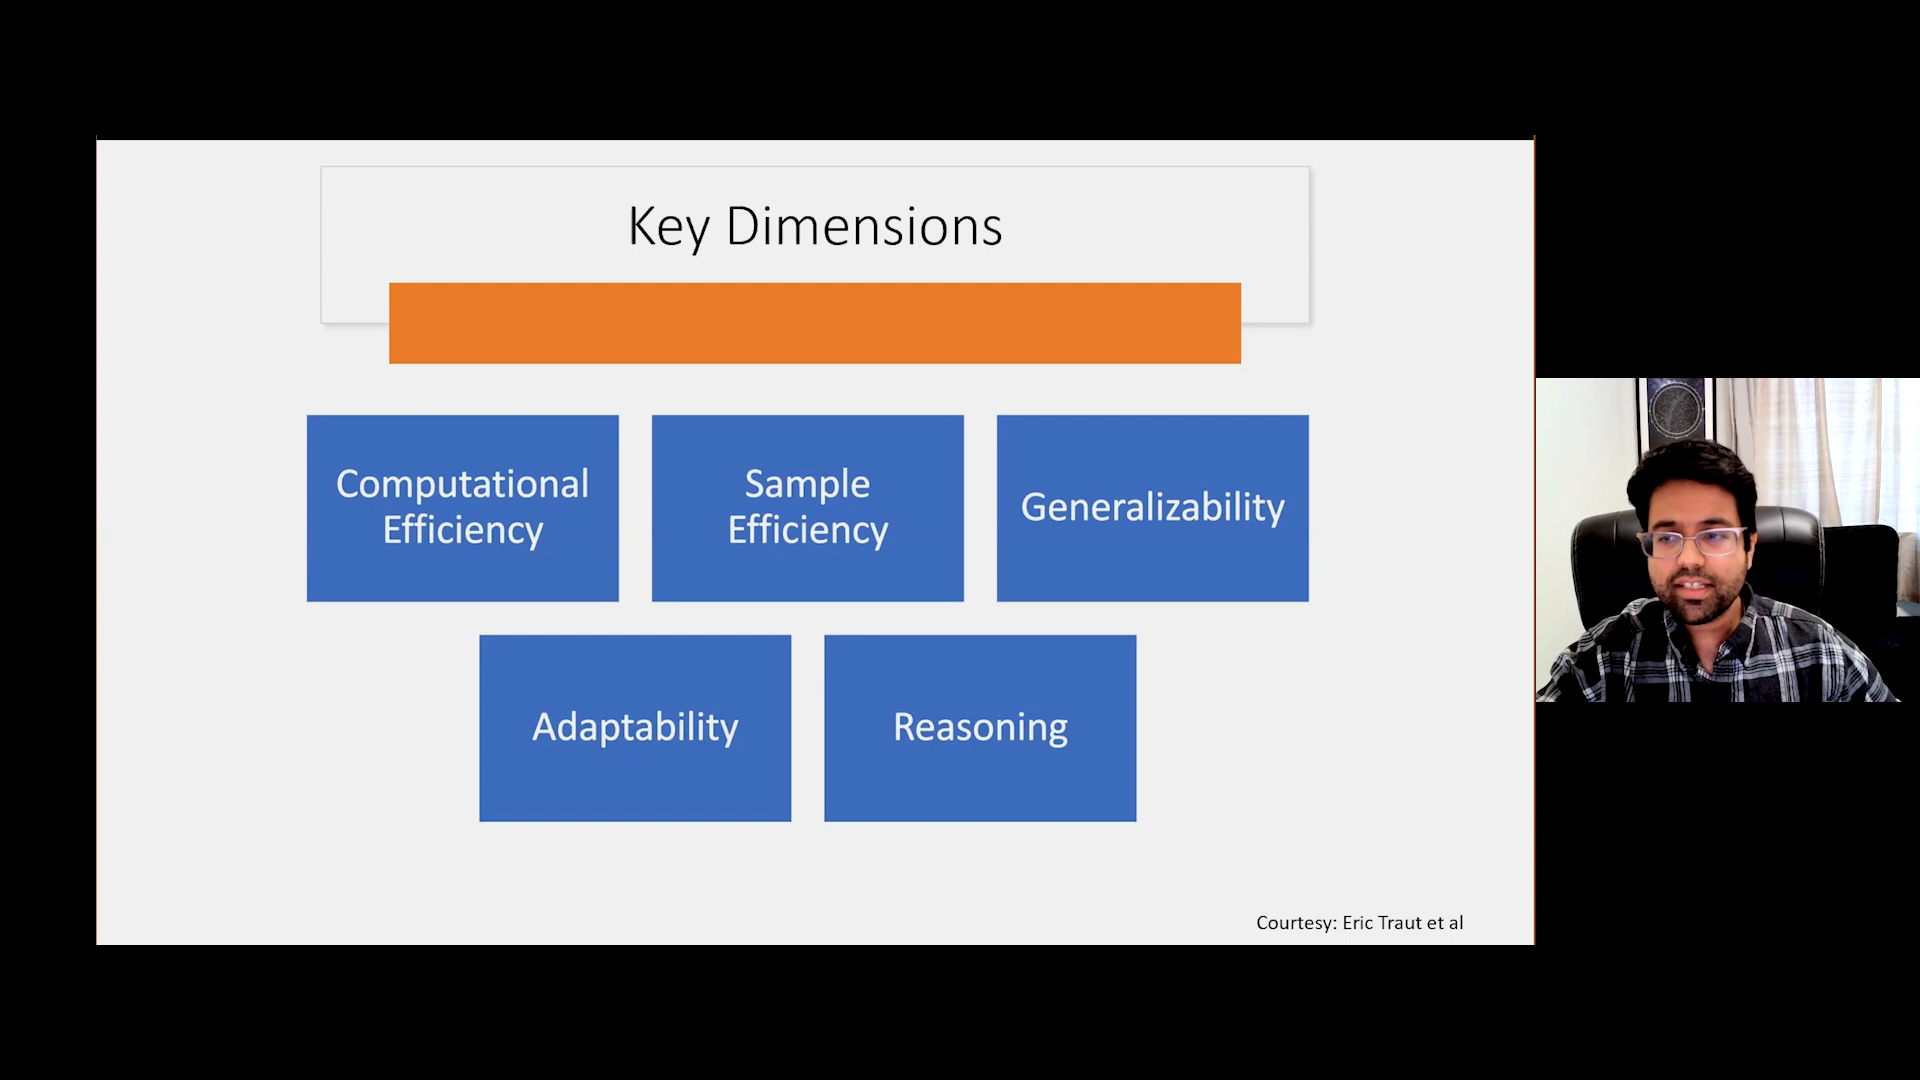 Key Dimensions
Computational
Efficiency
Sample
Efficiency
Generalizability
Adaptability
Reasoning
Courtesy: Eric Traut et al